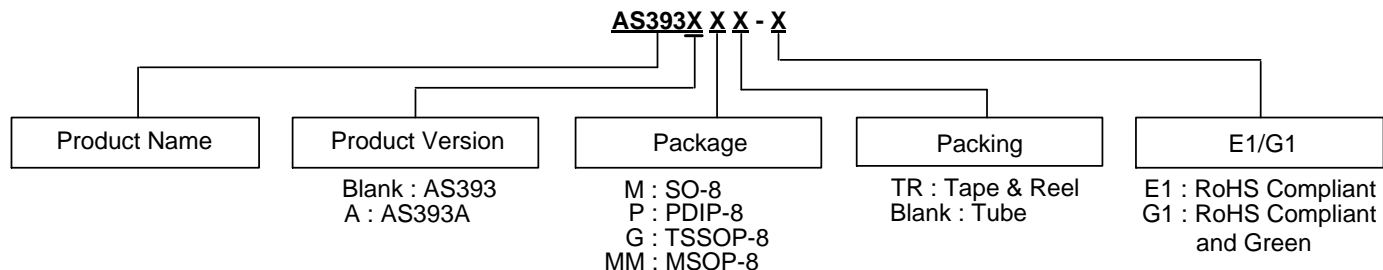 AS393X X X - X
Product Name
Product Version
Package
Packing
E1/G1
Blank : AS393
A : AS393A
M : SO-8
P : PDIP-8
G : TSSOP-8
MM : MSOP-8
TR : Tape & Reel
Blank : Tube
E1 : RoHS Compliant
G1 : RoHS Compliant
and Green